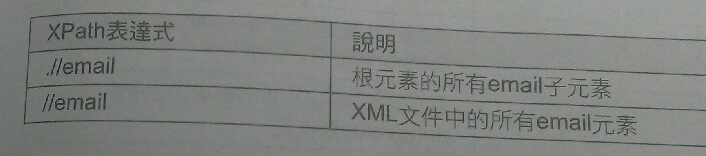 XPath表達式 說明
.//email 根元素的所有email子元素
//email XML文件中的所有email元素